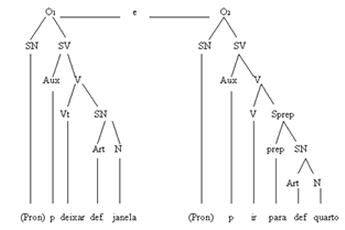 O₁ e O₂
SN SV SN SV
Aux V Aux V
Vt SN V Sprep
Art N prep SN
Art N
(Pron) p deixar def janela (Pron) p ir para def quarto